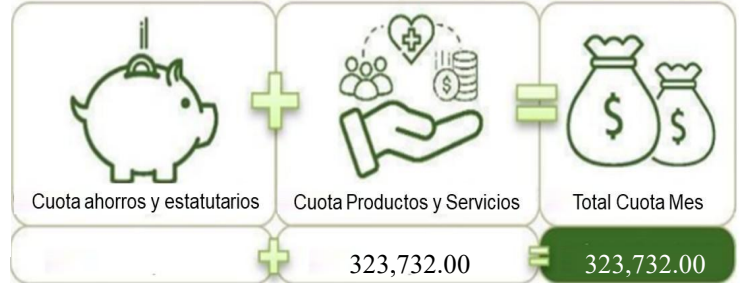 Cuota ahorros y estatutarios
Cuota Productos y Servicios
Total Cuota Mes
323,732.00
323,732.00